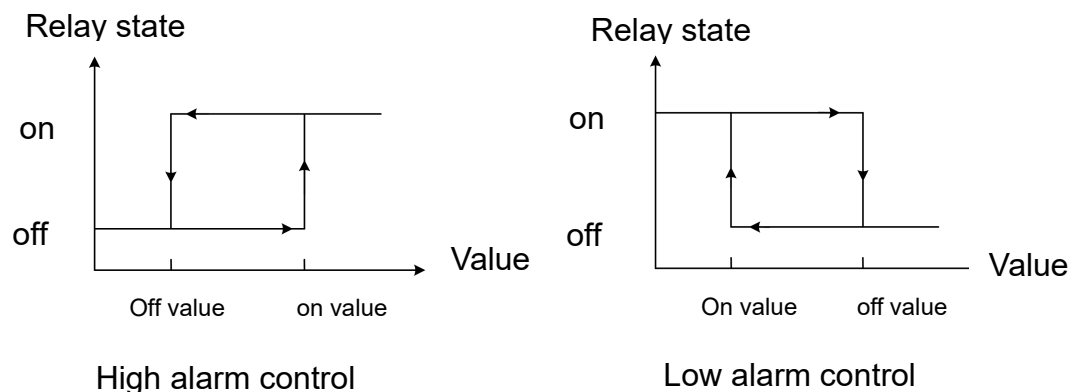 Relay state
on
off
Value
Off value
on value
High alarm control
Relay state
on
off
Value
On value
off value
Low alarm control